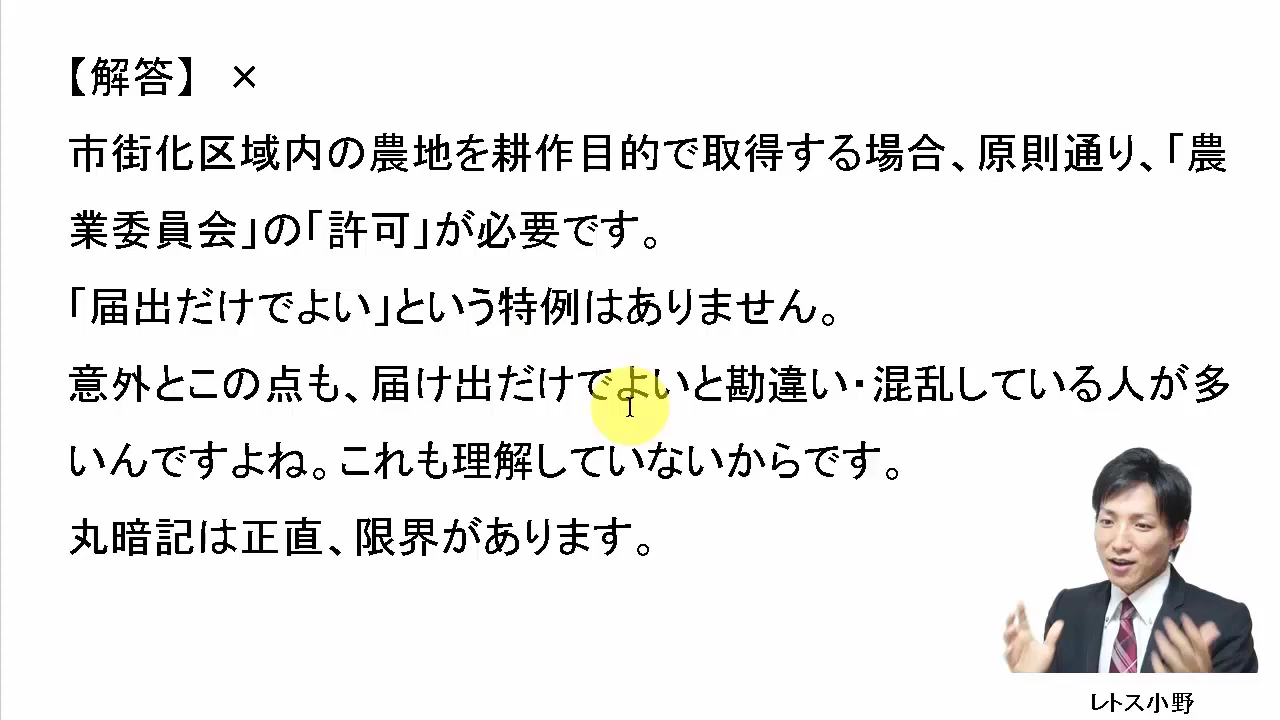 【解答】 ×
市街化区域内の農地を耕作目的で取得する場合、原則通り、「農
業委員会」の「許可」が必要です。
「届出だけでよい」という特例はありません。
意外とこの点も、届け出だけでよいと勘違い・混乱している人が多
いんですよね。これも理解していないからです。
丸暗記は正直、限界があります。
レトス小野